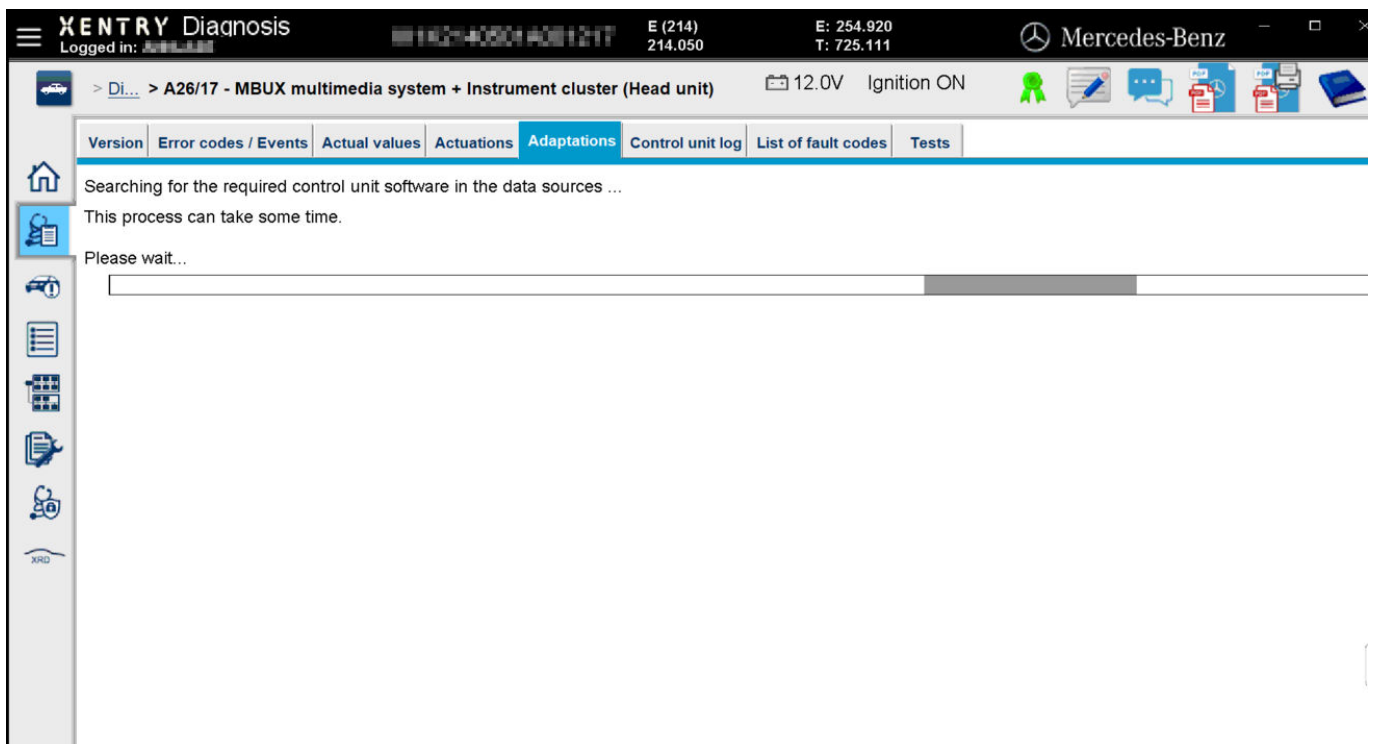 XENTRY Diagnosis
Logged in:
E (214)
214.050
E: 254.920
T: 725.111
Mercedes-Benz
> Di... > A26/17 - MBUX multimedia system + Instrument cluster (Head unit)
12.0V Ignition ON
PDF
PDF
Version Error codes / Events Actual values Actuations Adaptations Control unit log List of fault codes Tests
Searching for the required control unit software in the data sources ...
This process can take some time.
Please wait...
XRD